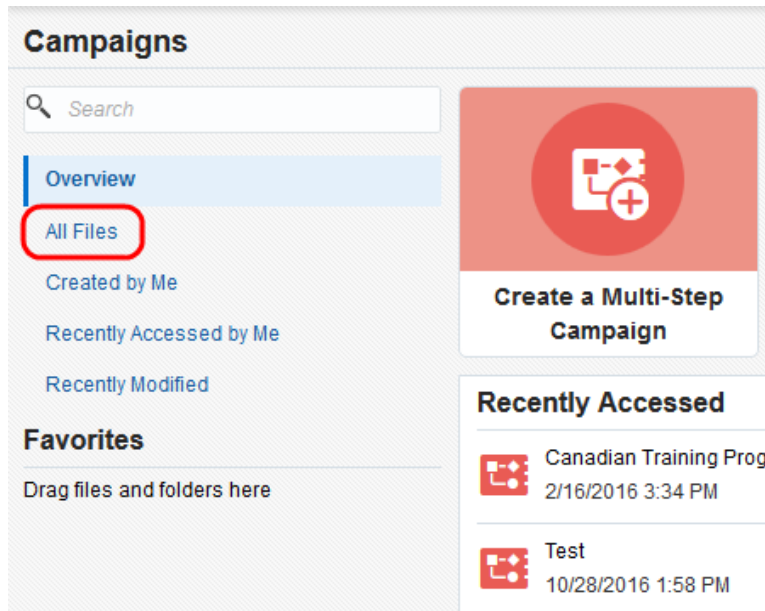 Campaigns
Search
Overview
All Files
Created by Me
Recently Accessed by Me
Recently Modified
Favorites
Drag files and folders here
Create a Multi-Step
Campaign
Recently Accessed
Canadian Training Prog
2/16/2016 3:34 PM
Test
10/28/2016 1:58 PM